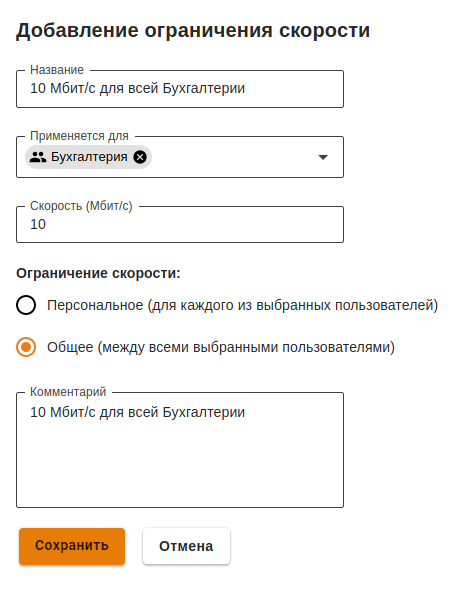 Добавление ограничения скорости
Название
10 Мбит/с для всей Бухгалтерии
Применяется для
Бухгалтерия
Скорость (Мбит/с)
10
Ограничение скорости:
Персональное (для каждого из выбранных пользователей)
Общее (между всеми выбранными пользователями)
Комментарий
10 Мбит/с для всей Бухгалтерии
Сохранить Отмена